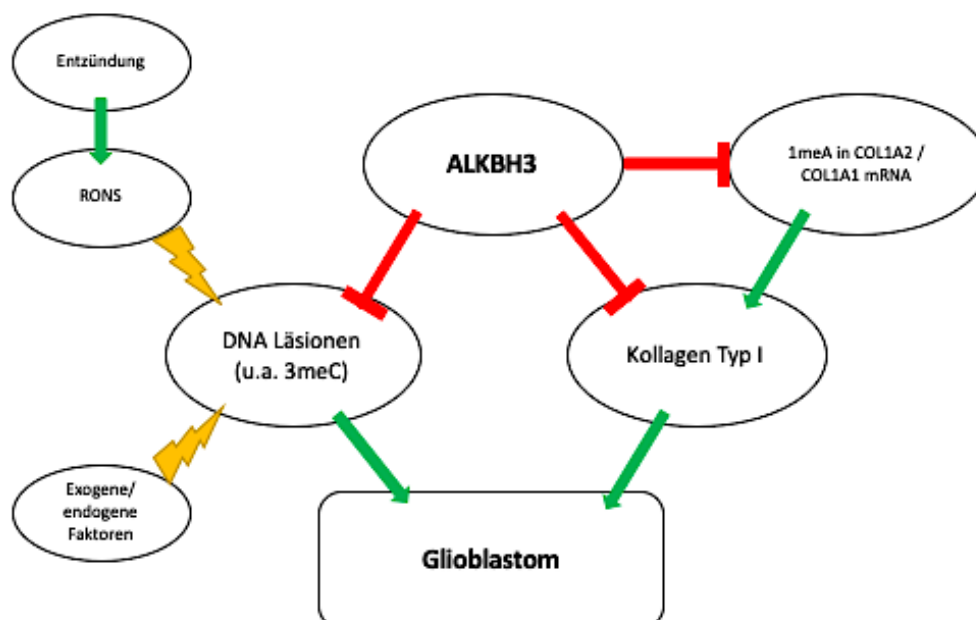 Entzündung
RONS
ALKBH3
1meA in COL1A2 /
COL1A1 mRNA
DNA Läsionen
(u.a. 3meC)
Kollagen Typ I
Exogene/
endogene
Faktoren
Glioblastom